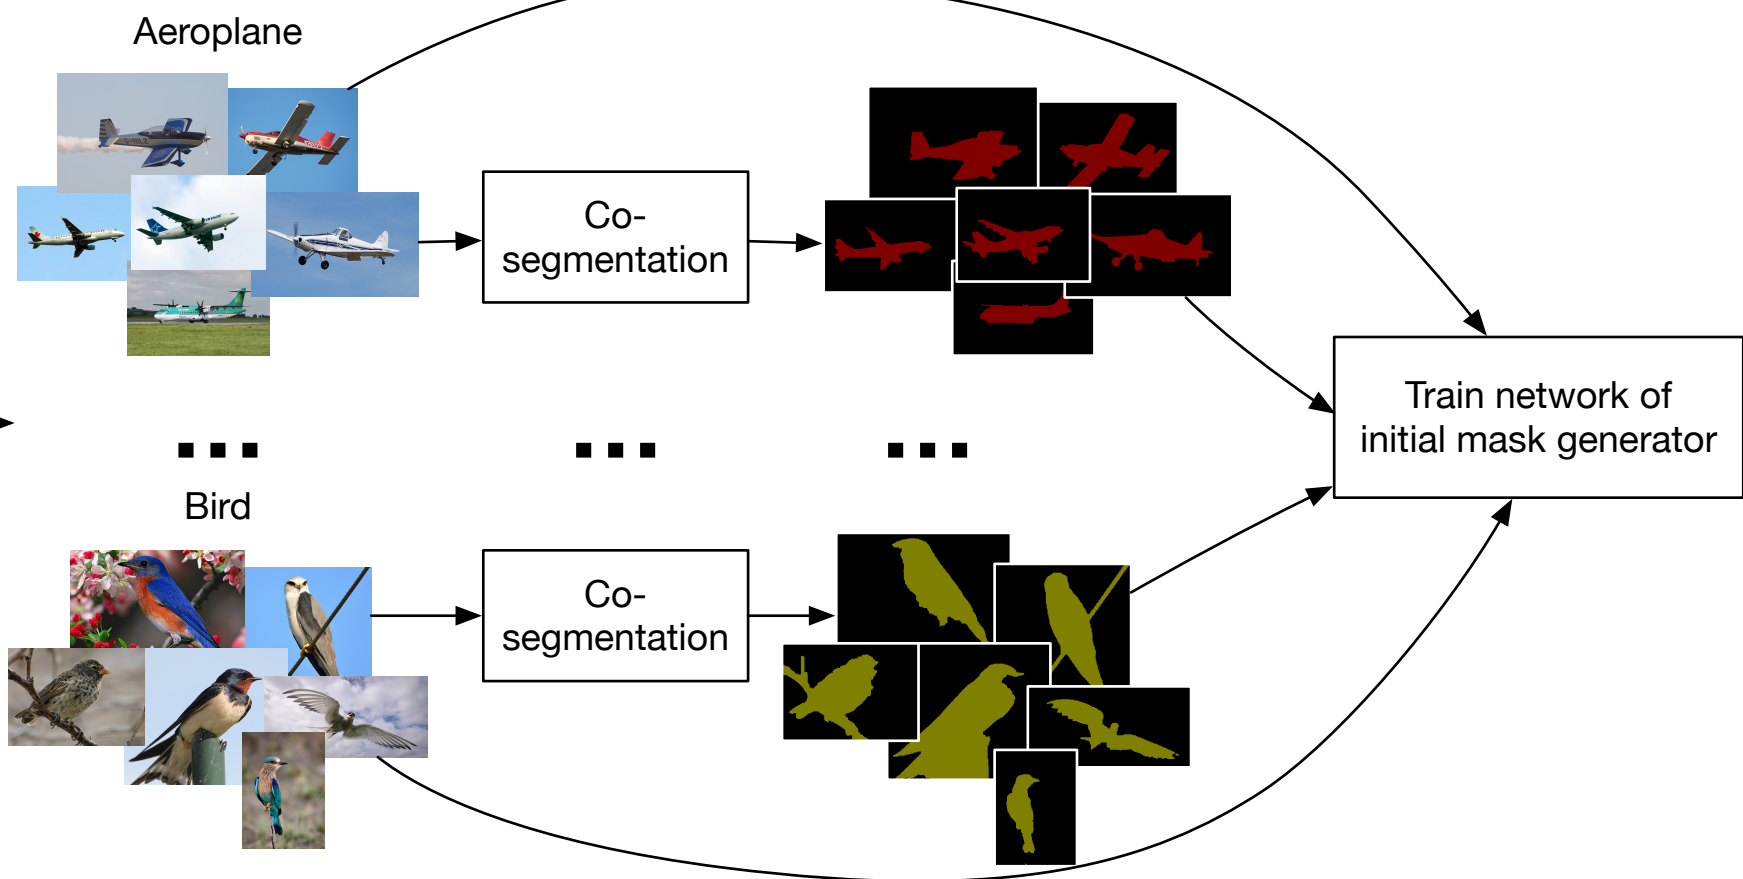 Aeroplane
Co-
segmentation
Train network of
initial mask generator
Bird
Co-
segmentation